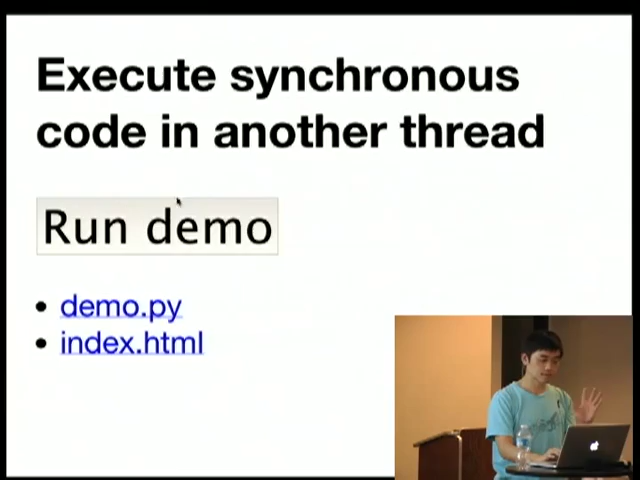 Execute synchronous
code in another thread
Run demo
demo.py
index.html